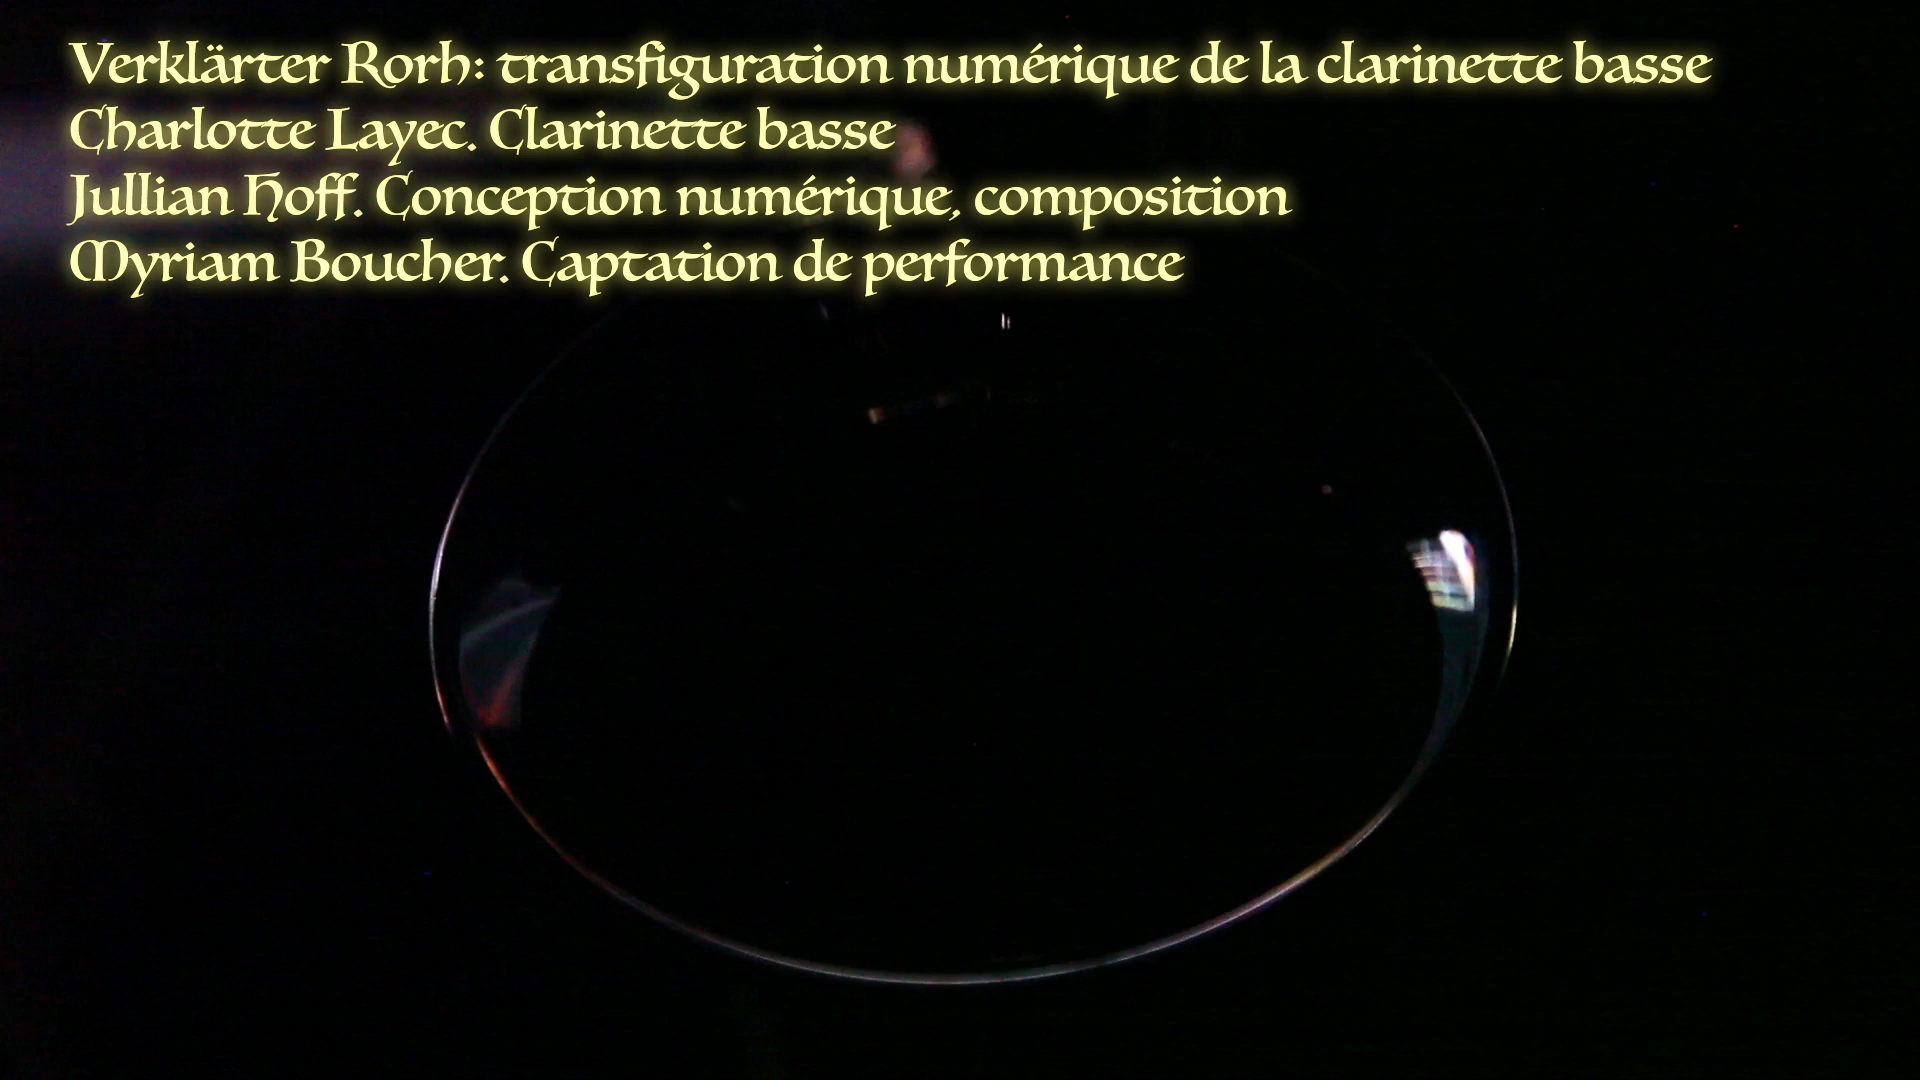 Verklärter Rorh: transfiguration numérique de la clarinette basse
Charlotte Layec. Clarinette basse
Jullian Hoff. Conception numérique, composition
Myriam Boucher. Captation de performance